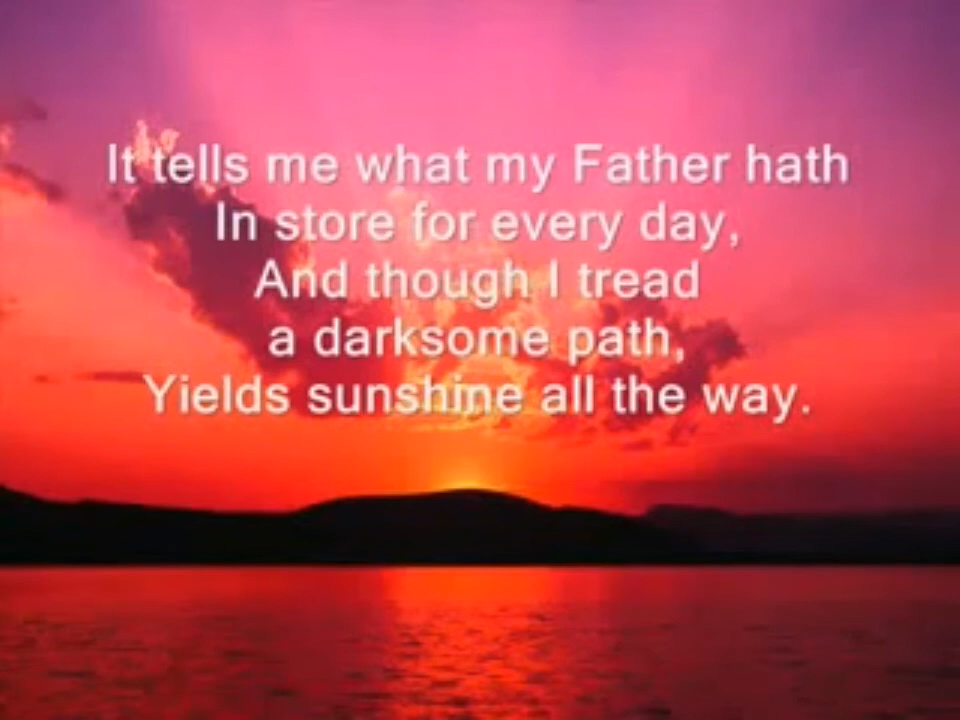 It tells me what my Father hath
In store for every day,
And though I tread
a darksome path,
Yields sunshine all the way.